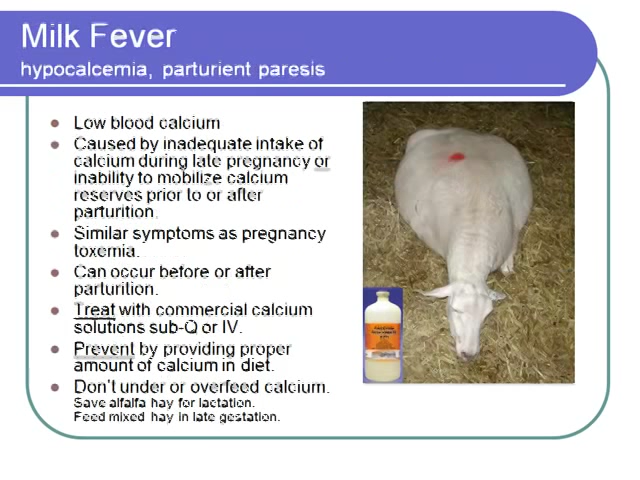 Milk Fever
hypocalcemia, parturient paresis
Low blood calcium
Caused by inadequate intake of
calcium during late pregnancy or
inability to mobilize calcium
reserves prior to or after
parturition.
Similar symptoms as pregnancy
toxemia.
Can occur before or after
parturition.
Treat with commercial calcium
solutions sub-Q or IV.
Prevent by providing proper
amount of calcium in diet.
Don't under or overfeed calcium.
Save alfalfa hay for lactation.
Feed mixed hay in late gestation.